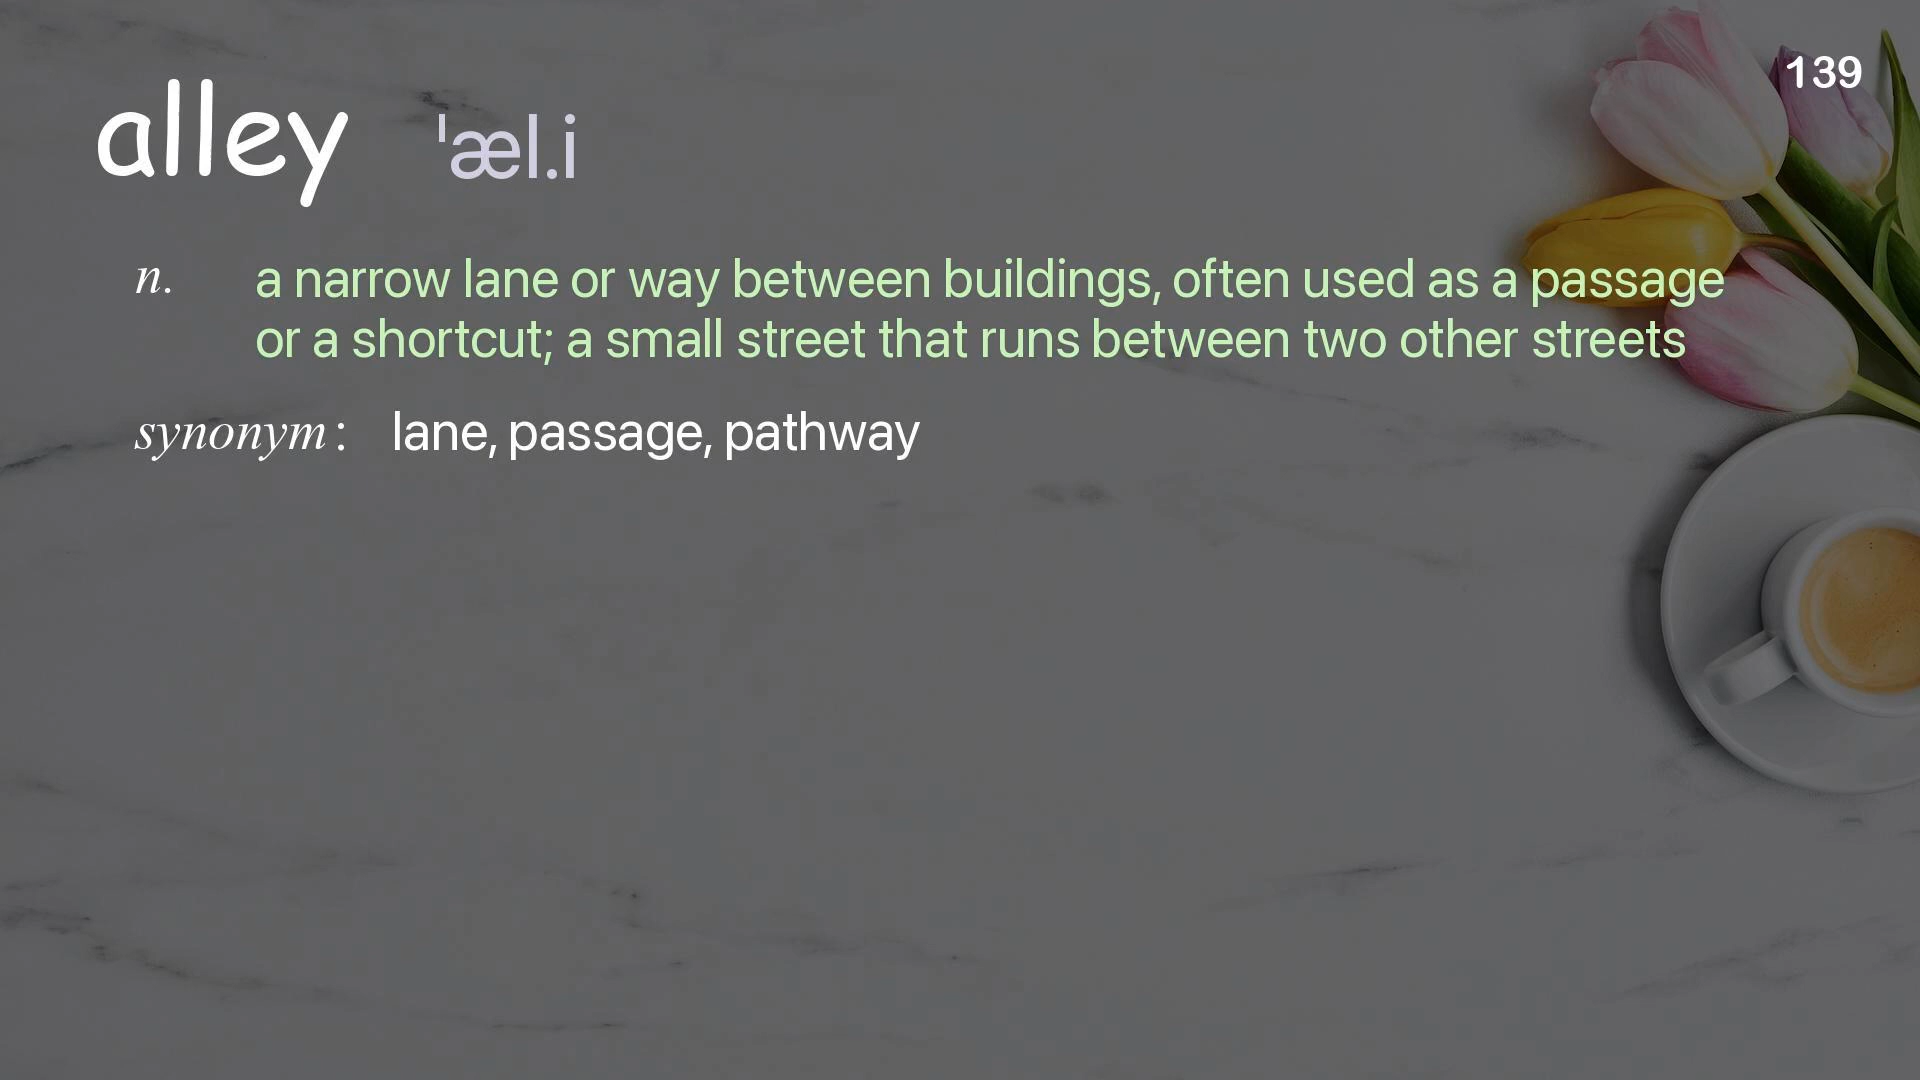 139
alley ˈæl.i
n. a narrow lane or way between buildings, often used as a passage
or a shortcut; a small street that runs between two other streets
synonym: lane, passage, pathway